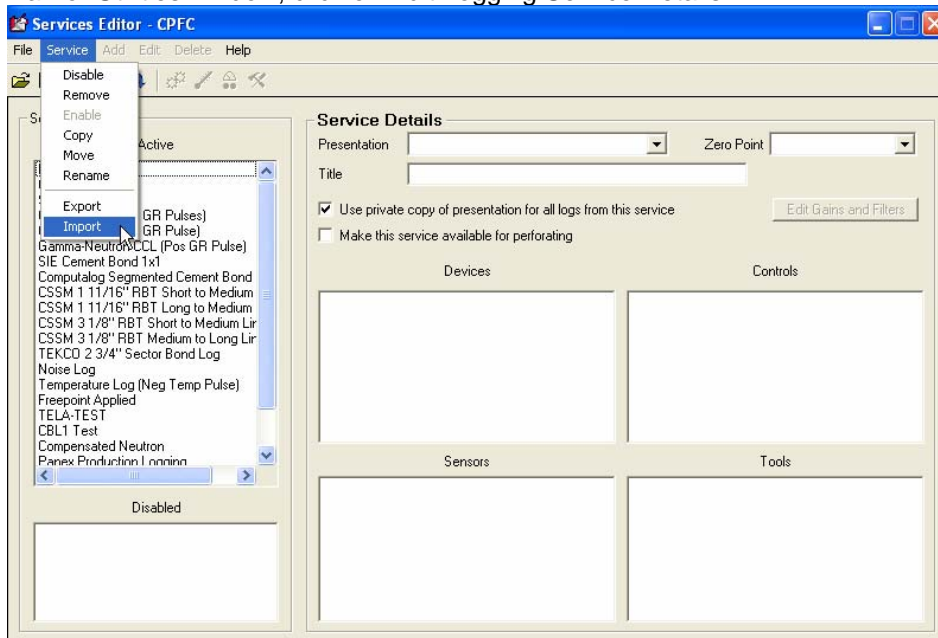 Services Editor - CPFC
File Service Add Edit Delete Help
Disable
Remove
Enable
Copy
Move
Rename
Export
Import
Active
GR Pulses)
GR Pulse)
Gamma-Neutron-CCL (Pos GR Pulse)
SIE Cement Bond 1x1
Computalog Segmented Cement Bond
CSSM 1 11/16" RBT Short to Medium
CSSM 1 11/16" RBT Long to Medium
CSSM 3 1/8" RBT Short to Medium Lir
CSSM 3 1/8" RBT Medium to Long Lir
TEKCO 2 3/4" Sector Bond Log
Noise Log
Temperature Log (Neg Temp Pulse)
Freepoint Applied
TELA-TEST
CBL1 Test
Compensated Neutron
Panex Production Logging
Disabled
Service Details
Presentation
Zero Point
Title
Use private copy of presentation for all logs from this service
Edit Gains and Filters
Make this service available for perforating
Devices
Controls
Sensors
Tools